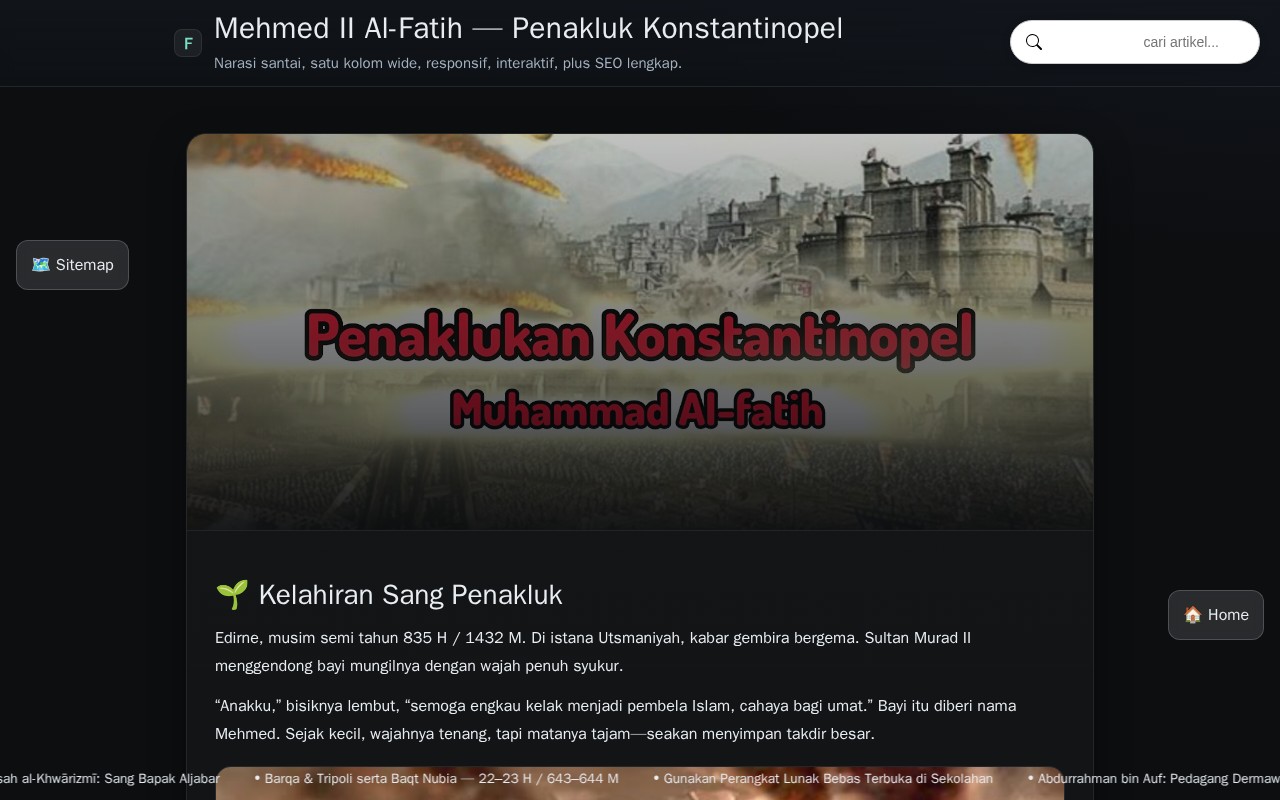 F
Mehmed II Al-Fatih — Penakluk Konstantinopel
Narasi santai, satu kolom wide, responsif, interaktif, plus SEO lengkap.
cari artikel...
Penaklukan Konstantinopel
Muhammad Al-fatih
🗺️ Sitemap
🌱 Kelahiran Sang Penakluk
🏠 Home
Edirne, musim semi tahun 835 H / 1432 M. Di istana Utsmaniyah, kabar gembira bergema. Sultan Murad II
menggendong bayi mungilnya dengan wajah penuh syukur.
“Anakku,” bisiknya lembut, “semoga engkau kelak menjadi pembela Islam, cahaya bagi umat.” Bayi itu diberi nama
Mehmed. Sejak kecil, wajahnya tenang, tapi matanya tajam—seakan menyimpan takdir besar.
al-Khwārizmī: Sang Bapak Aljabar • Barqa & Tripoli serta Baqt Nubia — 22–23 H / 643–644 M • Gunakan Perangkat Lunak Bebas Terbuka di Sekolahan • Abdurrahman bin Auf: Pedagang